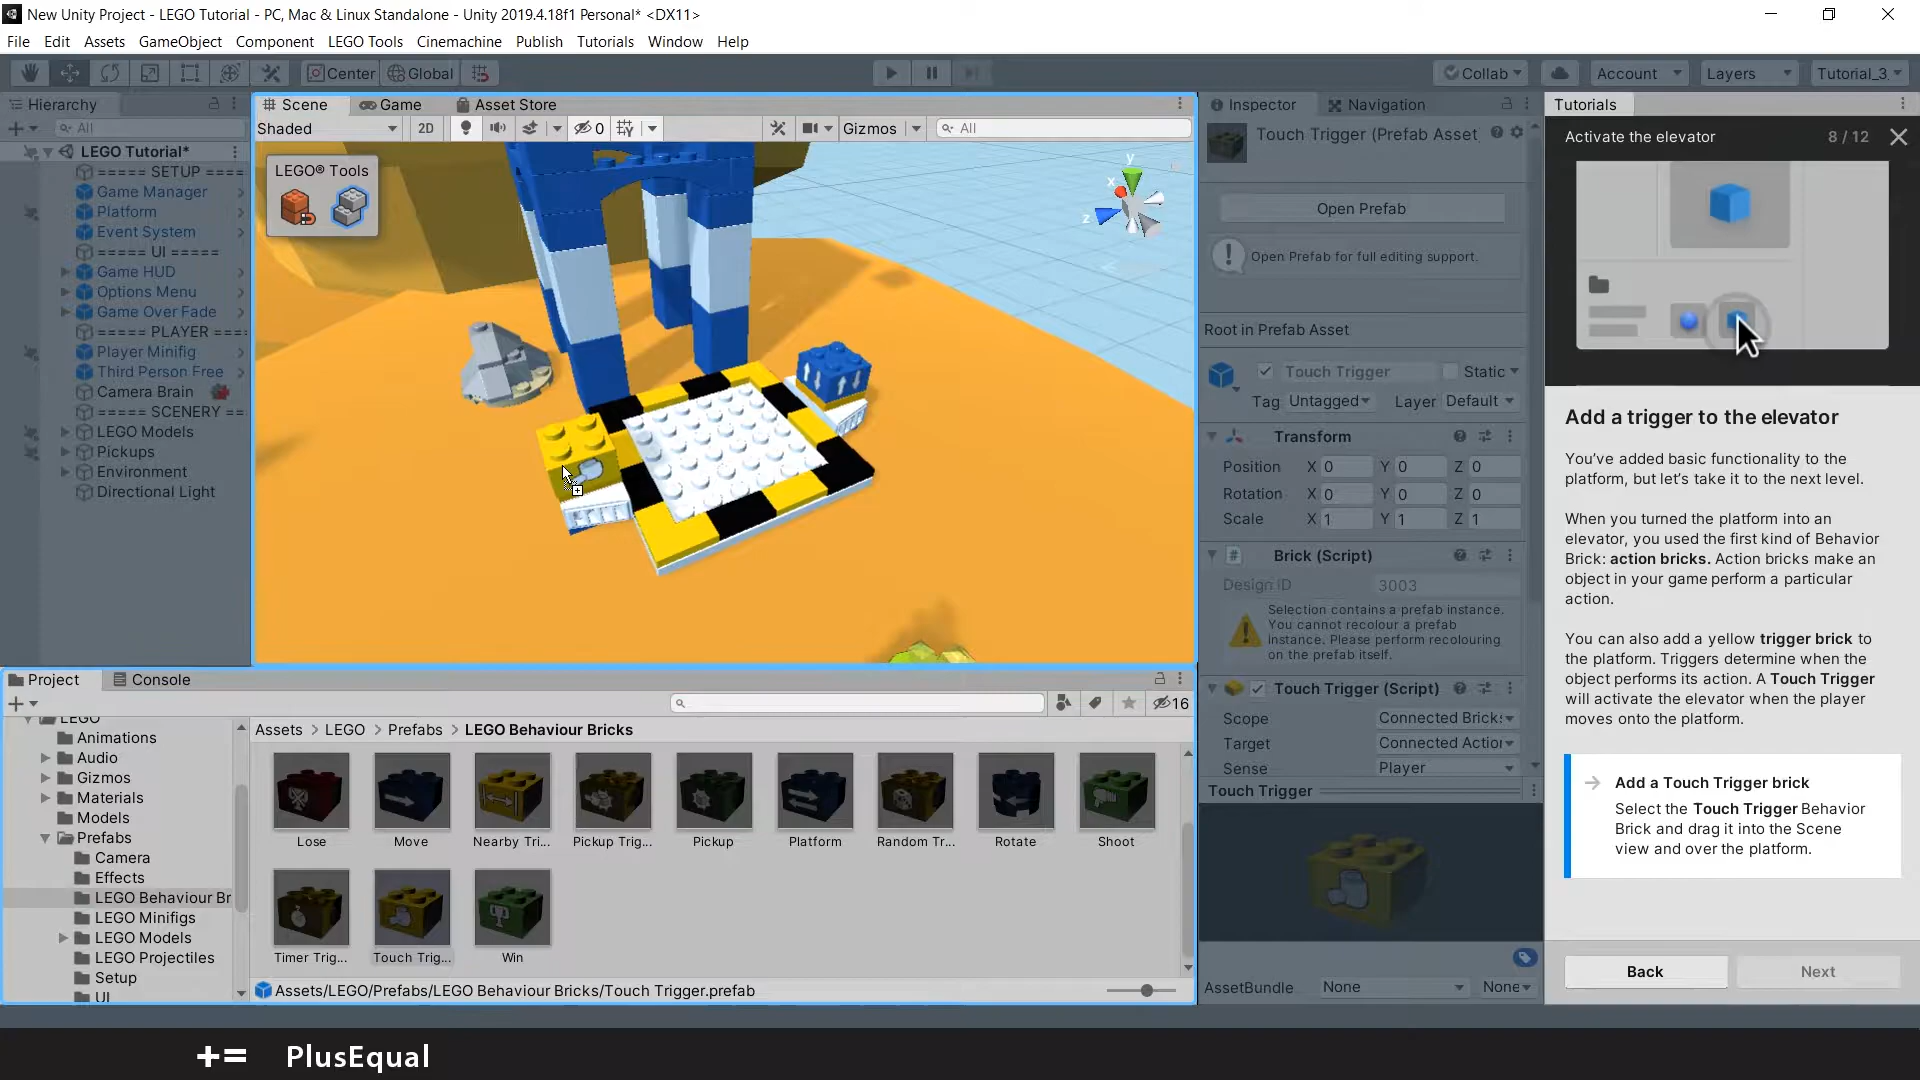 New Unity Project - LEGO Tutorial - PC, Mac & Linux Standalone - Unity 2019.4.18f1 Personal* <DX11>
File Edit Assets GameObject Component LEGO Tools Cinemachine Publish Tutorials Window Help
Center Global Collab Account Layers Tutorial_3
Hierarchy
All
LEGO Tutorial*
===== SETUP ====
Game Manager
Platform
Event System
===== UI =====
Game HUD
Options Menu
Game Over Fade
===== PLAYER ====
Player Minifig
Third Person Free
Camera Brain
===== SCENERY ==
LEGO Models
Pickups
Environment
Directional Light
Scene Game Asset Store
Shaded 2D 0 Gizmos All
LEGO® Tools
y
x
z
Inspector Navigation
Touch Trigger (Prefab Asset
Open Prefab
Open Prefab for full editing support.
Root in Prefab Asset
Touch Trigger Static
Tag Untagged Layer Default
Transform
Position X 0 Y 0 Z 0
Rotation X 0 Y 0 Z 0
Scale X 1 Y 1 Z 1
Brick (Script)
Design ID 3003
Selection contains a prefab instance.
You cannot recolour a prefab
instance. Please perform recolouring
on the prefab itself.
Touch Trigger (Script)
Scope Connected Bricks
Target Connected Action
Sense Player
Touch Trigger
AssetBundle None None
Tutorials
Activate the elevator 8 / 12
Add a trigger to the elevator
You've added basic functionality to the
platform, but let's take it to the next level.
When you turned the platform into an
elevator, you used the first kind of Behavior
Brick: action bricks. Action bricks make an
object in your game perform a particular
action.
You can also add a yellow trigger brick to
the platform. Triggers determine when the
object performs its action. A Touch Trigger
will activate the elevator when the player
moves onto the platform.
Add a Touch Trigger brick
Select the Touch Trigger Behavior
Brick and drag it into the Scene
view and over the platform.
Back Next
Project Console
16
LEGO
Animations
Audio
Gizmos
Materials
Models
Prefabs
Camera
Effects
LEGO Behaviour Br
LEGO Minifigs
LEGO Models
LEGO Projectiles
Setup
UI
Assets > LEGO > Prefabs > LEGO Behaviour Bricks
Lose Move Nearby Tri... Pickup Trig... Pickup Platform Random Tr... Rotate Shoot
Timer Trig... Touch Trig... Win
Assets/LEGO/Prefabs/LEGO Behaviour Bricks/Touch Trigger.prefab
+= PlusEqual